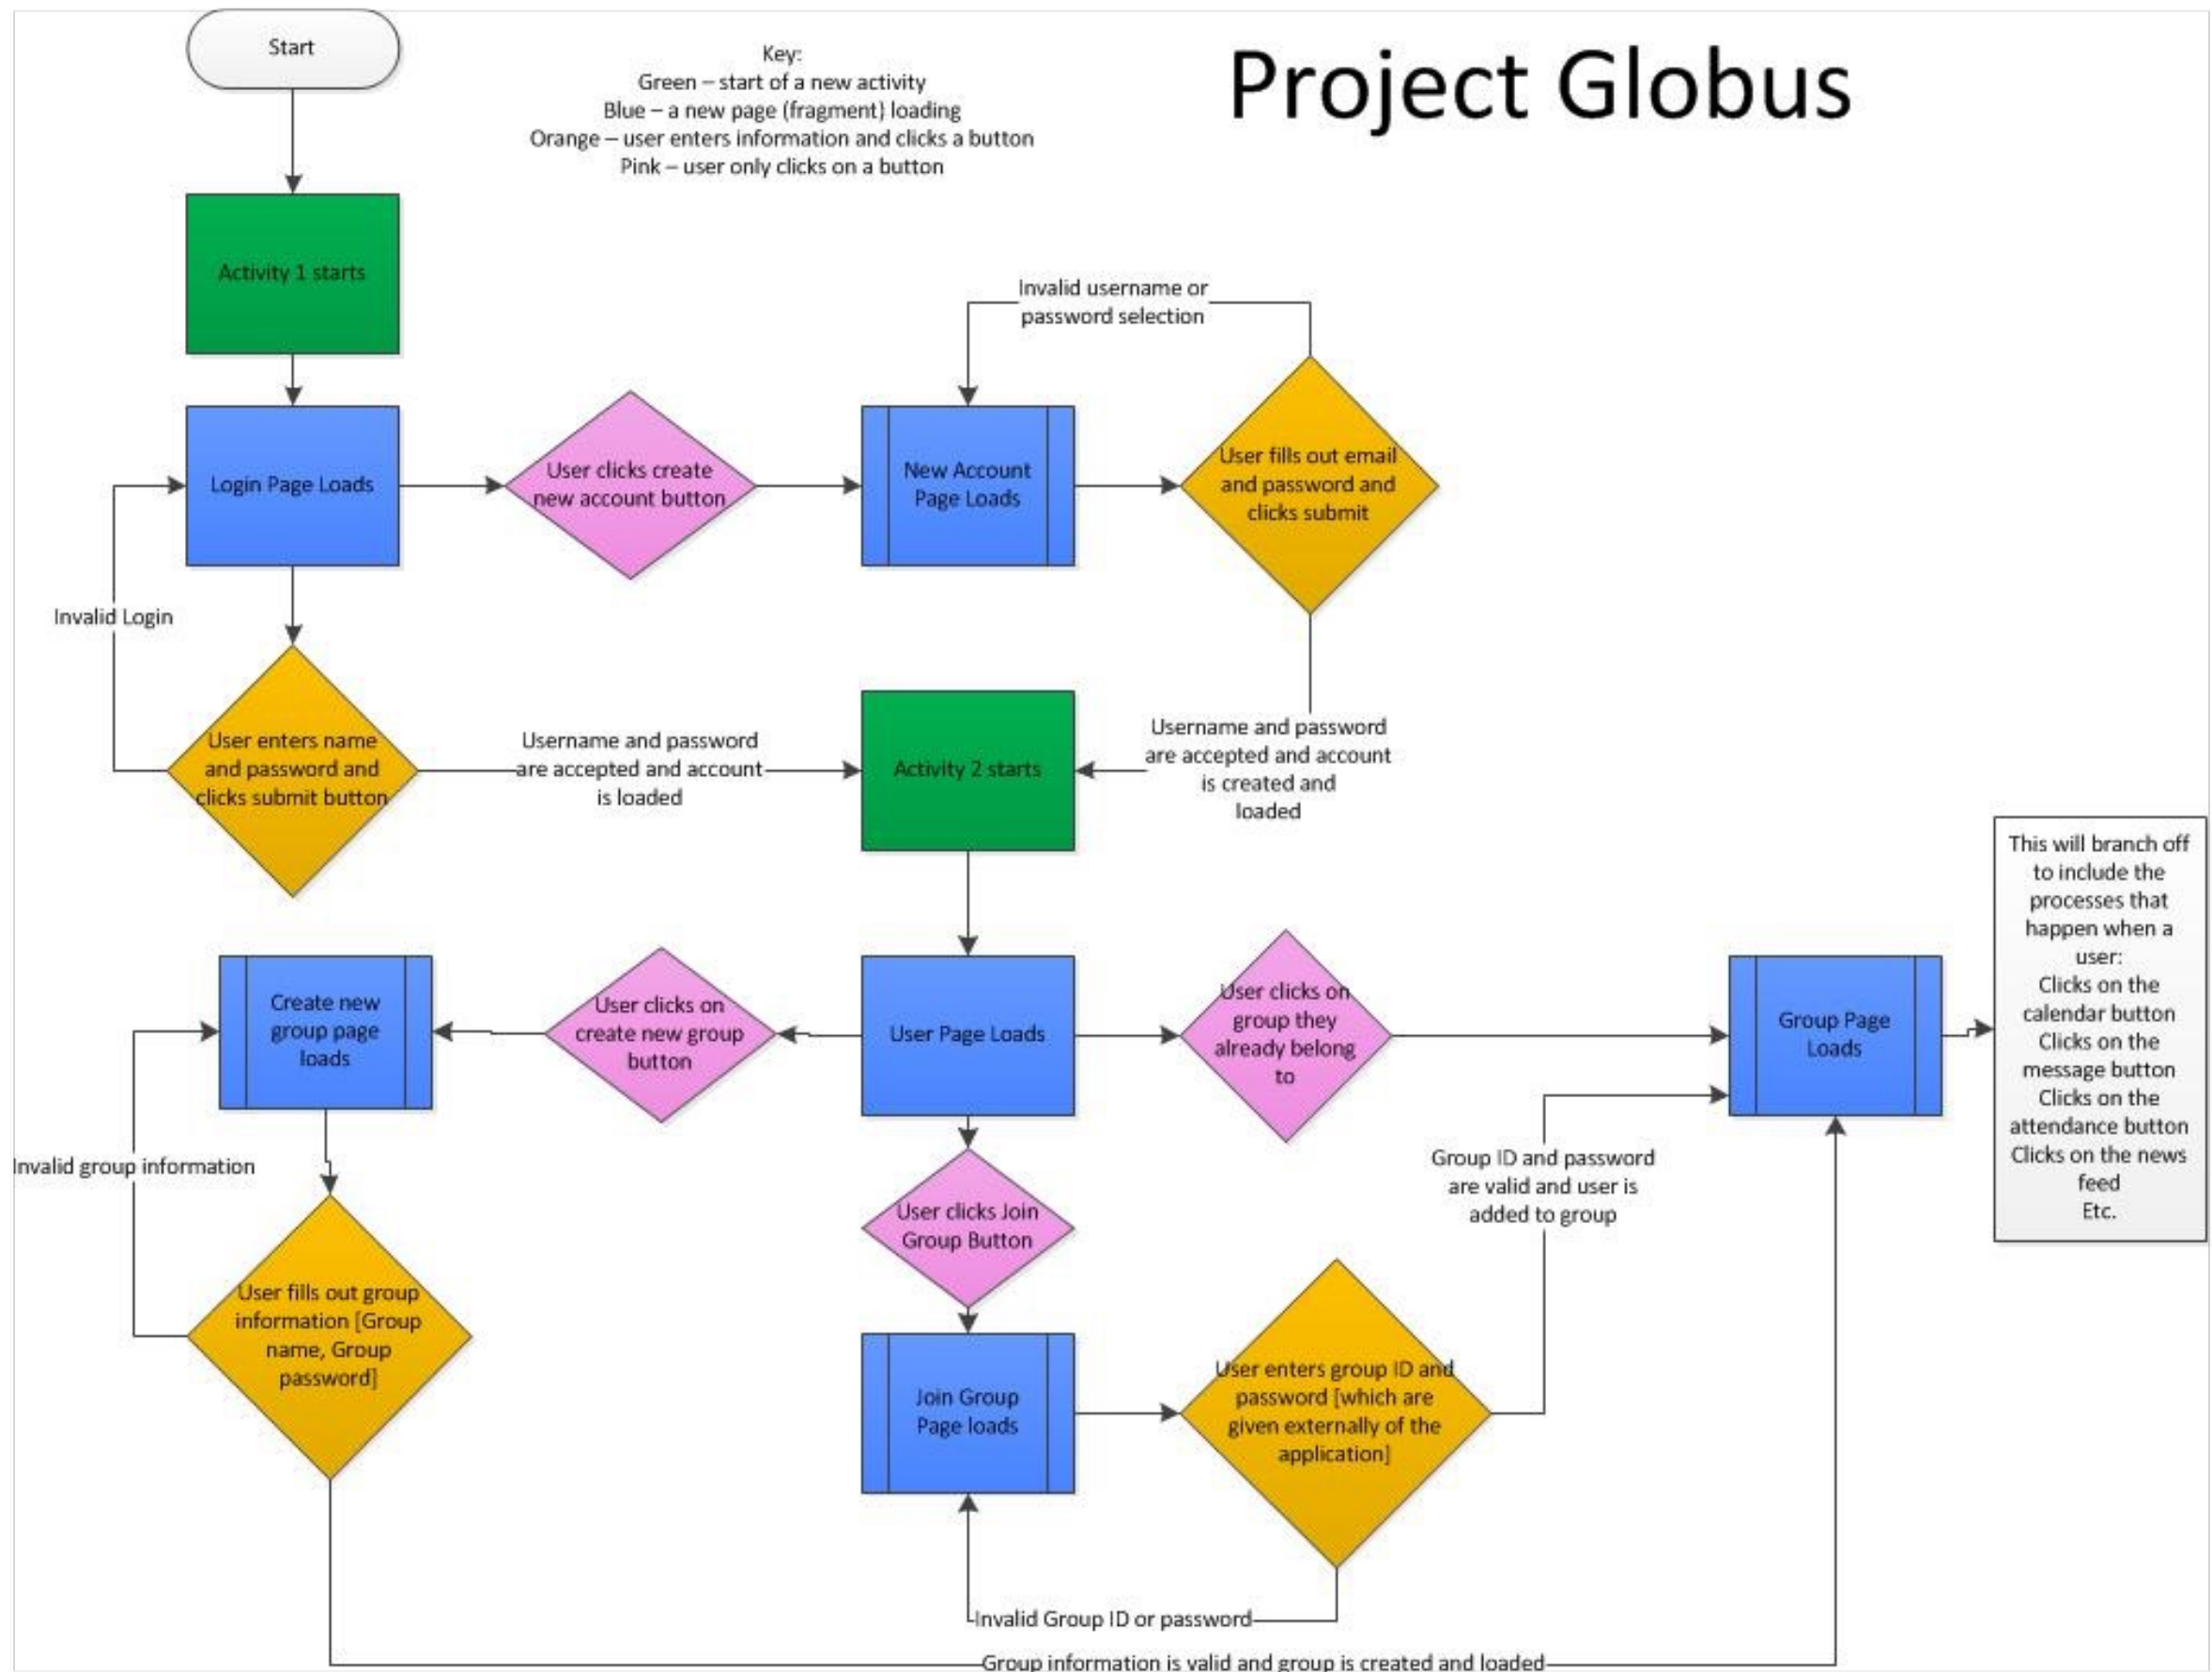 Start
Key:
Green – start of a new activity
Blue – a new page (fragment) loading
Orange – user enters information and clicks a button
Pink – user only clicks on a button
Project Globus
Activity 1 starts
Invalid username or
password selection
Login Page Loads
User clicks create
new account button
New Account
Page Loads
User fills out email
and password and
clicks submit
Invalid Login
User enters name
and password and
clicks submit button
Username and password
are accepted and account
is loaded
Activity 2 starts
Username and password
are accepted and account
is created and
loaded
This will branch off
to include the
processes that
happen when a
user:
Clicks on the
calendar button
Clicks on the
message button
Clicks on the
attendance button
Clicks on the news
feed
Etc.
Create new
group page
loads
User clicks on
create new group
button
User Page Loads
User clicks on
group they
already belong
to
Group Page
Loads
Invalid group information
User clicks Join
Group Button
Group ID and password
are valid and user is
added to group
User fills out group
information [Group
name, Group
password]
Join Group
Page loads
User enters group ID and
password [which are
given externally of the
application]
Invalid Group ID or password
Group information is valid and group is created and loaded